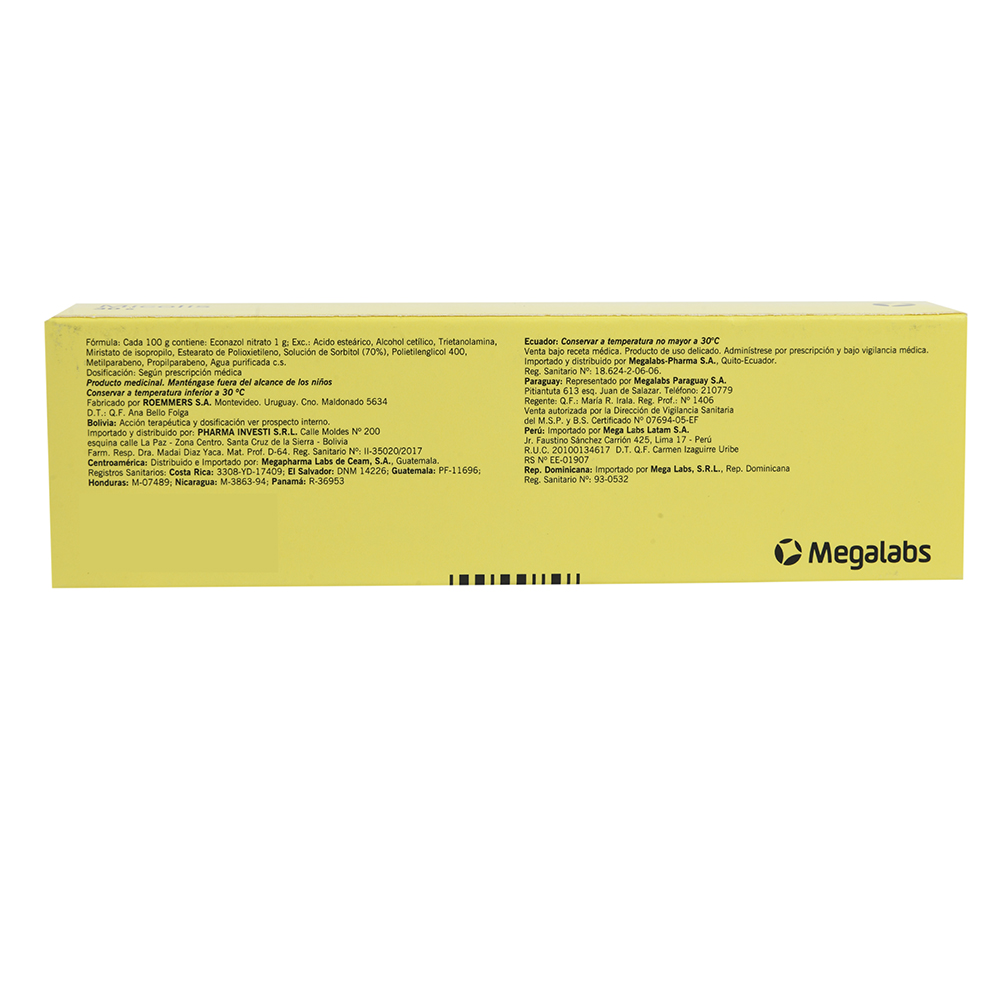 Micolis
Fórmula: Cada 100 g contiene: Econazol nitrato 1 g; Exc.: Acido esteárico, Alcohol cetílico, Trietanolamina,
Miristato de isopropilo, Estearato de Polioxietileno, Solución de Sorbitol (70%), Polietilenglicol 400,
Metilparabeno, Propilparabeno, Agua purificada c.s.
Dosificación: Según prescripción médica
Producto medicinal. Manténgase fuera del alcance de los niños
Conservar a temperatura inferior a 30 ºC
Fabricado por ROEMMERS S.A. Montevideo. Uruguay. Cno. Maldonado 5634
D.T.: Q.F. Ana Bello Folga
Bolivia: Acción terapéutica y dosificación ver prospecto interno.
Importado y distribuido por: PHARMA INVESTI S.R.L. Calle Moldes Nº 200
esquina calle La Paz - Zona Centro. Santa Cruz de la Sierra - Bolivia
Farm. Resp. Dra. Madai Diaz Yaca. Mat. Prof. D-64. Reg. Sanitario Nº: II-35020/2017
Centroamérica: Distribuido e Importado por: Megapharma Labs de Ceam, S.A., Guatemala.
Registros Sanitarios: Costa Rica: 3308-YD-17409; El Salvador: DNM 14226; Guatemala: PF-11696;
Honduras: M-07489; Nicaragua: M-3863-94; Panamá: R-36953
Ecuador: Conservar a temperatura no mayor a 30ºC
Venta bajo receta médica. Producto de uso delicado. Adminístrese por prescripción y bajo vigilancia médica.
Importado y distribuido por Megalabs-Pharma S.A., Quito-Ecuador.
Reg. Sanitario Nº: 18.624-2-06-06.
Paraguay: Representado por Megalabs Paraguay S.A.
Pitiantuta 613 esq. Juan de Salazar. Teléfono: 210779
Regente: Q.F.: María R. Irala. Reg. Prof.: Nº 1406
Venta autorizada por la Dirección de Vigilancia Sanitaria
del M.S.P. y B.S. Certificado Nº 07694-05-EF
Perú: Importado por Mega Labs Latam S.A.
Jr. Faustino Sánchez Carrión 425, Lima 17 - Perú
R.U.C. 20100134617 D.T. Q.F. Carmen Izaguirre Uribe
RS Nº EE-01907
Rep. Dominicana: Importado por Mega Labs, S.R.L., Rep. Dominicana
Reg. Sanitario Nº: 93-0532
Megalabs